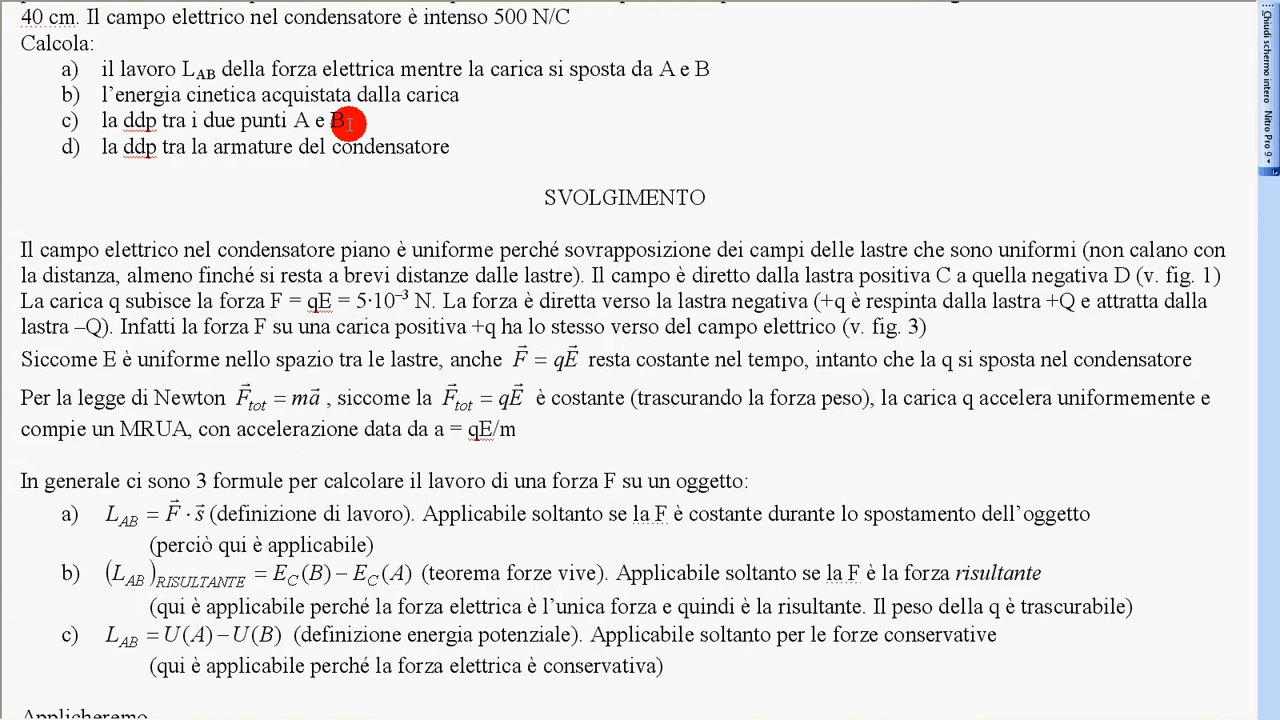 40 cm. Il campo elettrico nel condensatore è intenso 500 N/C
Calcola:
a) il lavoro L_AB della forza elettrica mentre la carica si sposta da A e B
b) l'energia cinetica acquistata dalla carica
c) la ddp tra i due punti A e B
d) la ddp tra la armature del condensatore
SVOLGIMENTO
Il campo elettrico nel condensatore piano è uniforme perché sovrapposizione dei campi delle lastre che sono uniformi (non calano con
la distanza, almeno finché si resta a brevi distanze dalle lastre). Il campo è diretto dalla lastra positiva C a quella negativa D (v. fig. 1)
La carica q subisce la forza F = qE = 5·10⁻³ N. La forza è diretta verso la lastra negativa (+q è respinta dalla lastra +Q e attratta dalla
lastra –Q). Infatti la forza F su una carica positiva +q ha lo stesso verso del campo elettrico (v. fig. 3)
Siccome E è uniforme nello spazio tra le lastre, anche F⃗ = qE⃗ resta costante nel tempo, intanto che la q si sposta nel condensatore
Per la legge di Newton F⃗_tot = ma⃗ , siccome la F⃗_tot = qE⃗ è costante (trascurando la forza peso), la carica q accelera uniformemente e
compie un MRUA, con accelerazione data da a = qE/m
In generale ci sono 3 formule per calcolare il lavoro di una forza F su un oggetto:
a) L_AB = F⃗ · s⃗ (definizione di lavoro). Applicabile soltanto se la F è costante durante lo spostamento dell'oggetto
(perciò qui è applicabile)
b) (L_AB)_RISULTANTE = E_C(B) – E_C(A) (teorema forze vive). Applicabile soltanto se la F è la forza risultante
(qui è applicabile perché la forza elettrica è l'unica forza e quindi è la risultante. Il peso della q è trascurabile)
c) L_AB = U(A) – U(B) (definizione energia potenziale). Applicabile soltanto per le forze conservative
(qui è applicabile perché la forza elettrica è conservativa)
Applicheremo
Chiudi schermo intero Nitro Pro 9